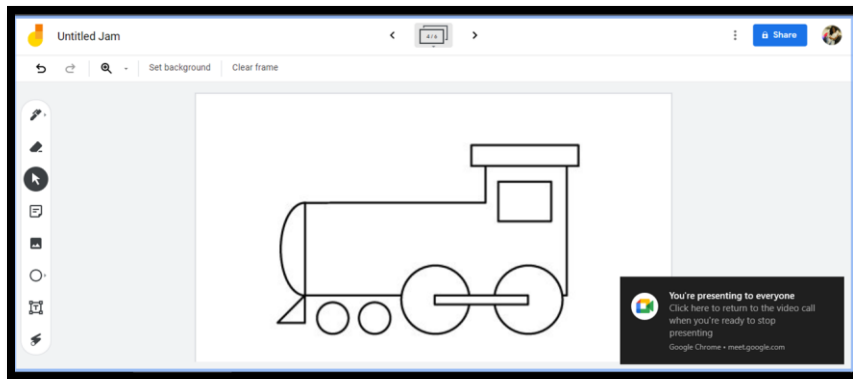 Untitled Jam
4 / 6
Share
Set background
Clear frame
You're presenting to everyone
Click here to return to the video call
when you're ready to stop
presenting
Google Chrome • meet.google.com